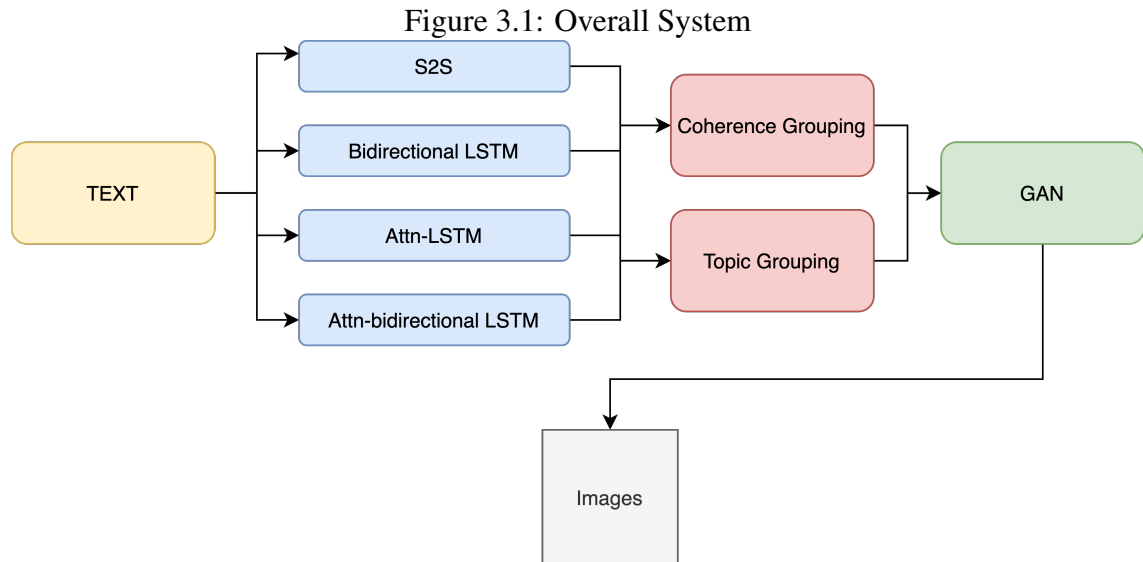 Figure 3.1: Overall System
S2S
Bidirectional LSTM
Coherence Grouping
TEXT
GAN
Attn-LSTM
Topic Grouping
Attn-bidirectional LSTM
Images